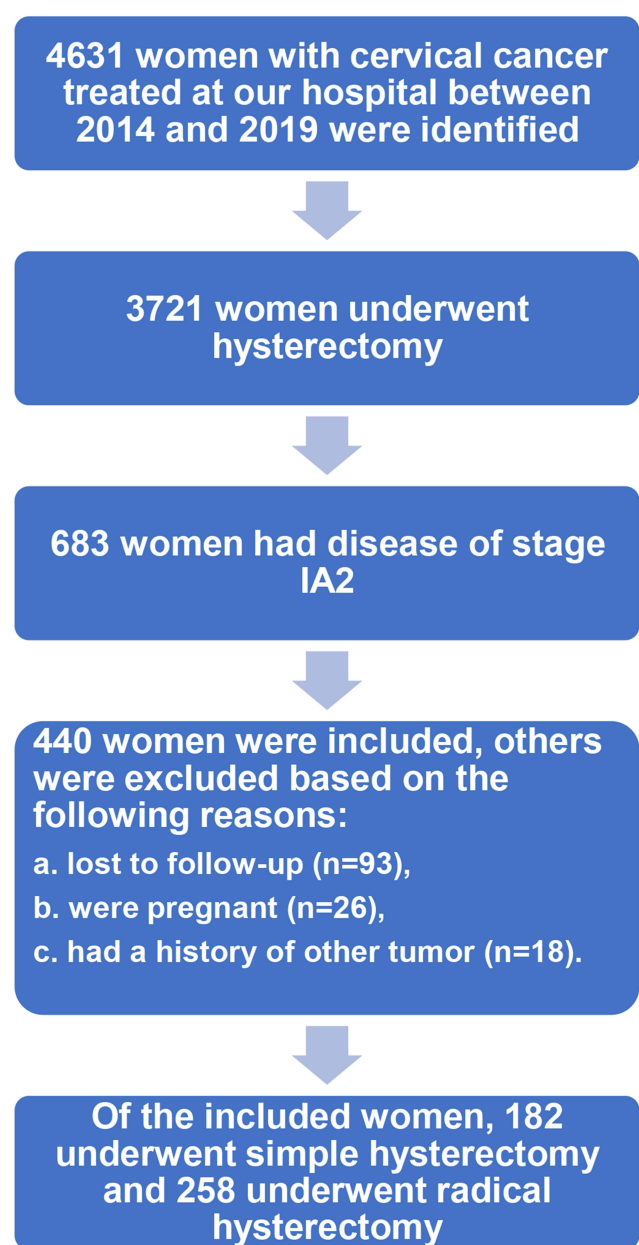 4631 women with cervical cancer
treated at our hospital between
2014 and 2019 were identified
3721 women underwent
hysterectomy
683 women had disease of stage
IA2
440 women were included, others
were excluded based on the
following reasons:
a. lost to follow-up (n=93),
b. were pregnant (n=26),
c. had a history of other tumor (n=18).
Of the included women, 182
underwent simple hysterectomy
and 258 underwent radical
hysterectomy